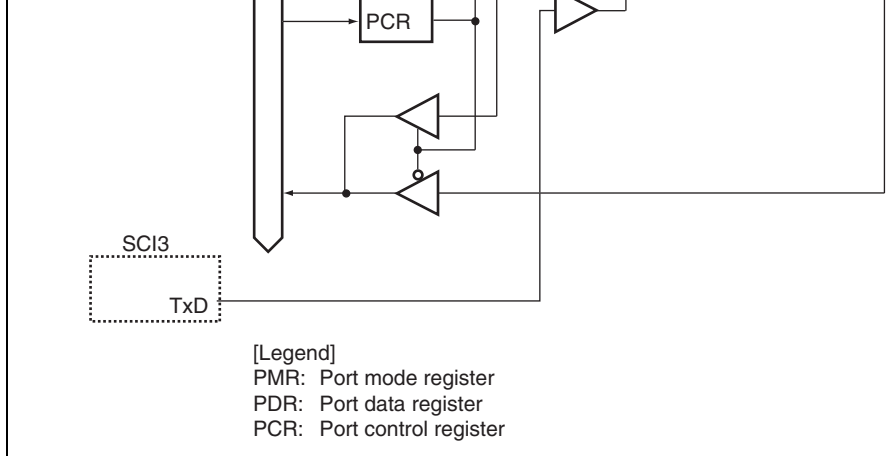 PCR
SCI3
TxD
[Legend]
PMR: Port mode register
PDR: Port data register
PCR: Port control register